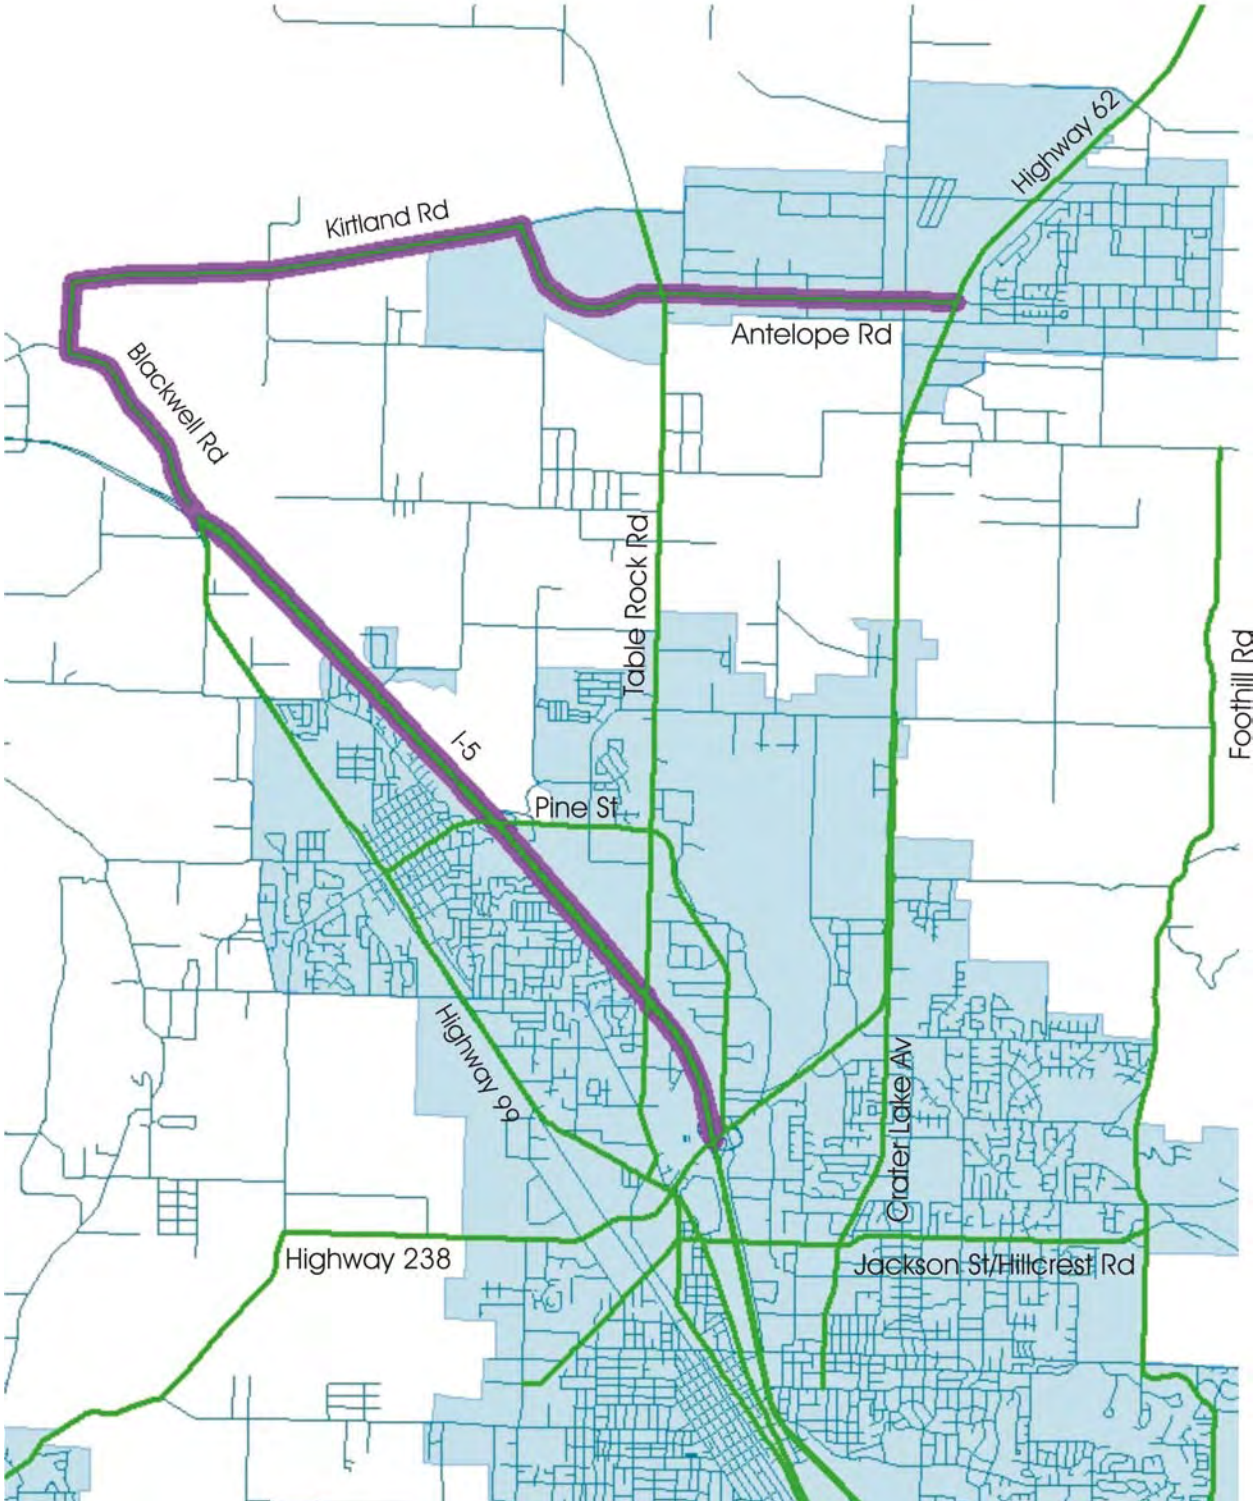 Highway 62
Kirtland Rd
Antelope Rd
Blackwell Rd
Table Rock Rd
Foothill Rd
I-5
Pine St
Highway 99
Crater Lake Av
Highway 238
Jackson St/Hillcrest Rd